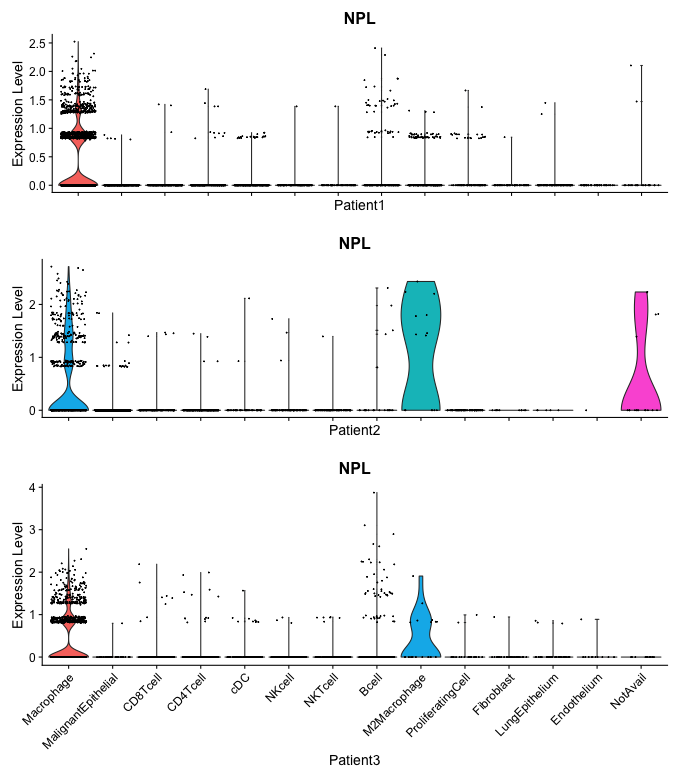 NPL
Expression Level
2.5
2.0
1.5
1.0
0.5
0.0
Patient1
NPL
Expression Level
2
1
0
Patient2
NPL
Expression Level
4
3
2
1
0
Macrophage
MalignantEpithelial
CD8Tcell
CD4Tcell
cDC
NKcell
NKTcell
Bcell
M2Macrophage
ProliferatingCell
Fibroblast
LungEpithelium
Endothelium
NotAvail
Patient3